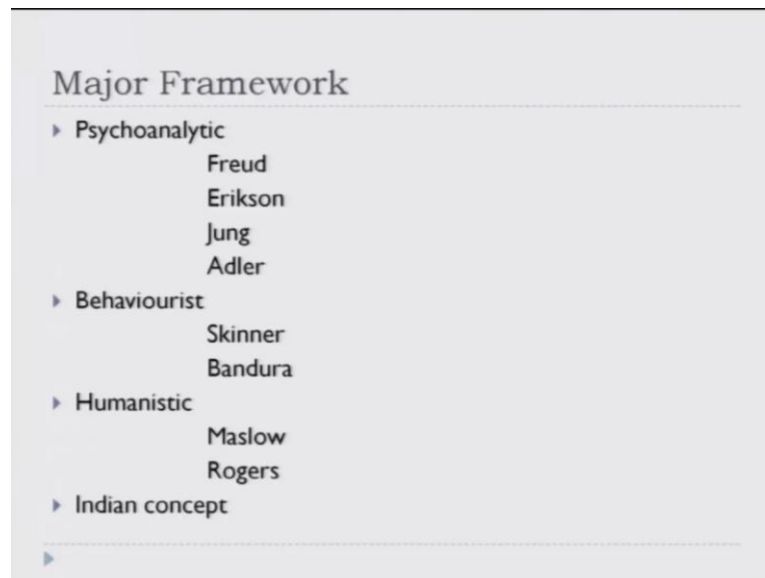 Major Framework
Psychoanalytic
Freud
Erikson
Jung
Adler
Behaviourist
Skinner
Bandura
Humanistic
Maslow
Rogers
Indian concept